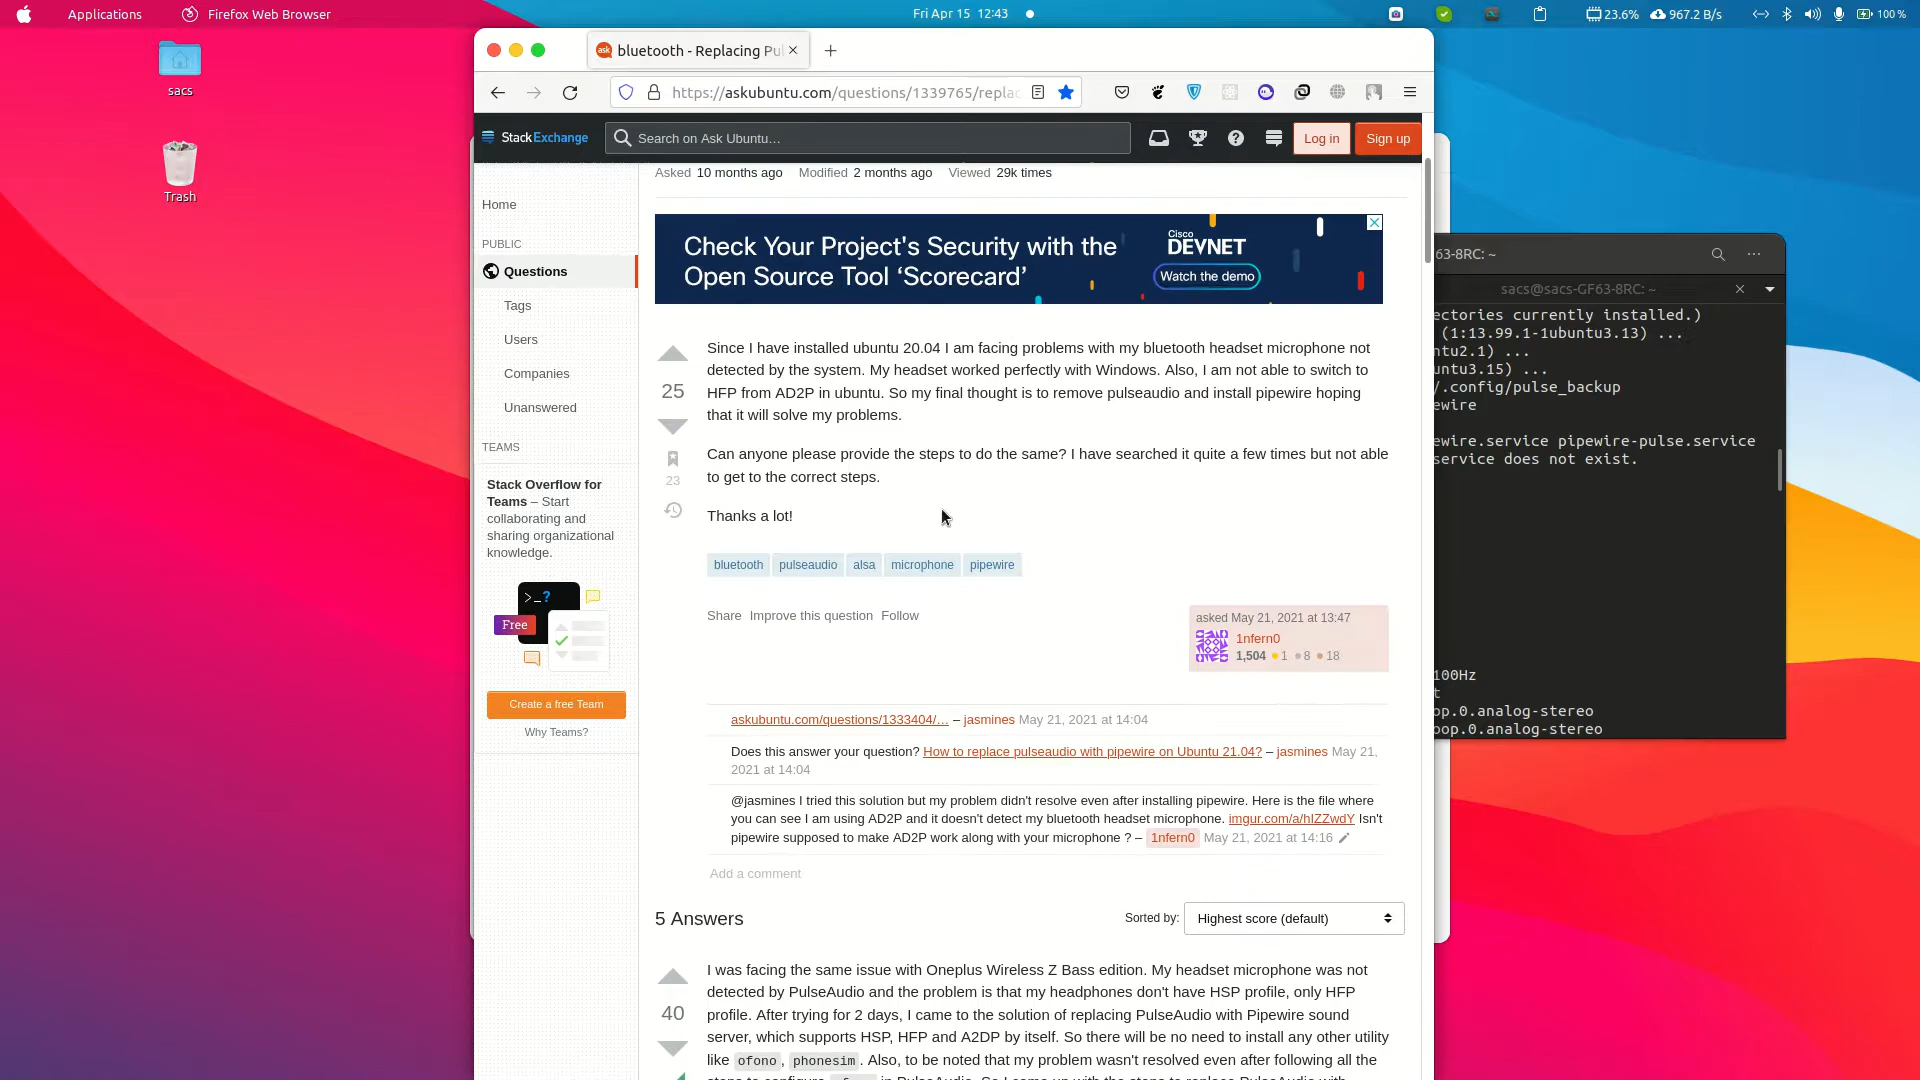 Applications
Firefox Web Browser
Fri Apr 15 12:43
23.6%
967.2 B/s
100 %
sacs
Trash
ask bluetooth - Replacing Pul
https://askubuntu.com/questions/1339765/replac
StackExchange
Search on Ask Ubuntu…
Log in
Sign up
Asked 10 months ago Modified 2 months ago Viewed 29k times
Home
PUBLIC
Questions
Tags
Users
Companies
Unanswered
TEAMS
Stack Overflow for
Teams – Start
collaborating and
sharing organizational
knowledge.
>_?
Free
Create a free Team
Why Teams?
Check Your Project's Security with the
Open Source Tool ‘Scorecard’
Cisco
DEVNET
Watch the demo
25
23
Since I have installed ubuntu 20.04 I am facing problems with my bluetooth headset microphone not
detected by the system. My headset worked perfectly with Windows. Also, I am not able to switch to
HFP from AD2P in ubuntu. So my final thought is to remove pulseaudio and install pipewire hoping
that it will solve my problems.
Can anyone please provide the steps to do the same? I have searched it quite a few times but not able
to get to the correct steps.
Thanks a lot!
bluetooth pulseaudio alsa microphone pipewire
Share Improve this question Follow
asked May 21, 2021 at 13:47
1nfern0
1,504 1 8 18
askubuntu.com/questions/1333404/… – jasmines May 21, 2021 at 14:04
Does this answer your question? How to replace pulseaudio with pipewire on Ubuntu 21.04? – jasmines May 21,
2021 at 14:04
@jasmines I tried this solution but my problem didn't resolve even after installing pipewire. Here is the file where
you can see I am using AD2P and it doesn't detect my bluetooth headset microphone. imgur.com/a/hIZZwdY Isn't
pipewire supposed to make AD2P work along with your microphone ? – 1nfern0 May 21, 2021 at 14:16
Add a comment
5 Answers
Sorted by:
Highest score (default)
40
I was facing the same issue with Oneplus Wireless Z Bass edition. My headset microphone was not
detected by PulseAudio and the problem is that my headphones don't have HSP profile, only HFP
profile. After trying for 2 days, I came to the solution of replacing PulseAudio with Pipewire sound
server, which supports HSP, HFP and A2DP by itself. So there will be no need to install any other utility
like ofono, phonesim. Also, to be noted that my problem wasn't resolved even after following all the
63-8RC: ~
sacs@sacs-GF63-8RC: ~
ectories currently installed.)
(1:13.99.1-1ubuntu3.13) ...
ntu2.1) ...
untu3.15) ...
/.config/pulse_backup
ewire
ewire.service pipewire-pulse.service
service does not exist.
100Hz
t
op.0.analog-stereo
oop.0.analog-stereo